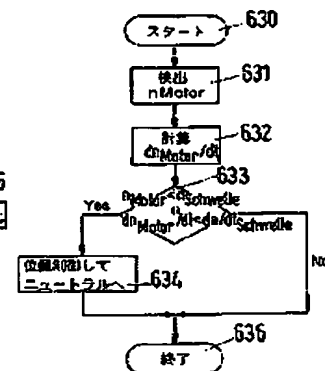 スタート
630
検出
nMotor
631
計算
dnMotor/dt
632
633
nMotor<nSchwelle
dnMotor/dt<dn/dtSchwelle
Yes
No
位置制御して
ニュートラルへ
634
終了
636